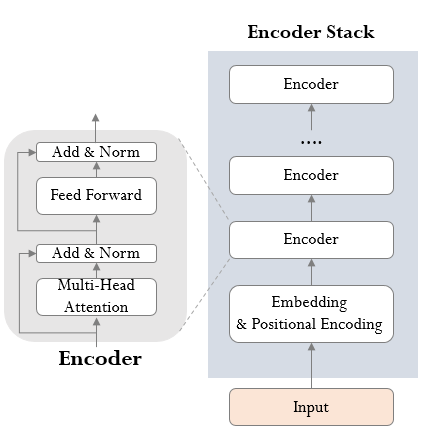 Encoder Stack
Encoder
....
Encoder
Encoder
Embedding
& Positional Encoding
Input
Add & Norm
Feed Forward
Add & Norm
Multi-Head
Attention
Encoder